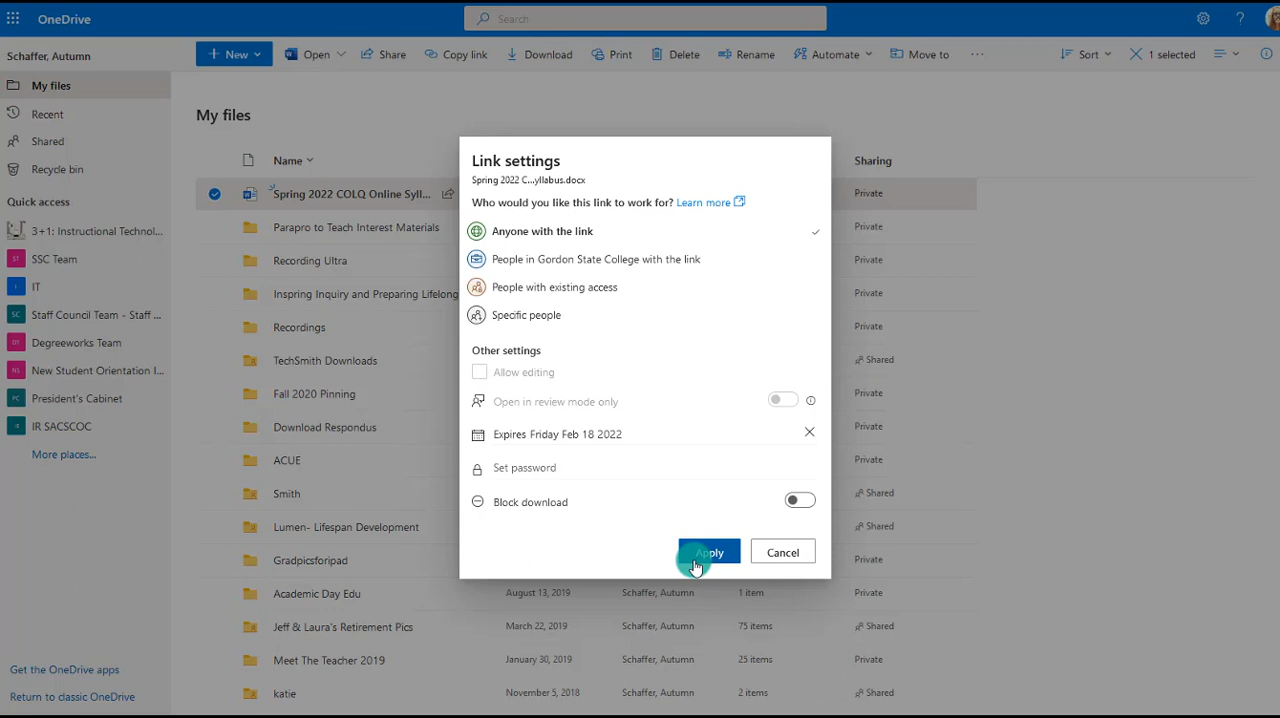 OneDrive
Search
?
Schaffer, Autumn
New
Open
Share
Copy link
Download
Print
Delete
Rename
Automate
Move to
...
Sort
1 selected
My files
Recent
Shared
Recycle bin
Quick access
3+1: Instructional Technol...
SSC Team
I
IT
SC
Staff Council Team - Staff ...
DT
Degreeworks Team
NS
New Student Orientation I...
PC
President's Cabinet
IS
IR SACSCOC
More places...
Get the OneDrive apps
Return to classic OneDrive
My files
Name
Sharing
Spring 2022 COLQ Online Syll...
Private
Parapro to Teach Interest Materials
Private
Recording Ultra
Private
Inspring Inquiry and Preparing Lifelong
Private
Recordings
Private
TechSmith Downloads
Shared
Fall 2020 Pinning
Private
Download Respondus
Private
ACUE
Private
Smith
Shared
Lumen- Lifespan Development
Shared
Gradpicsforipad
Private
Academic Day Edu
August 13, 2019
Schaffer, Autumn
1 item
Private
Jeff & Laura's Retirement Pics
March 22, 2019
Schaffer, Autumn
75 items
Shared
Meet The Teacher 2019
January 30, 2019
Schaffer, Autumn
25 items
Private
katie
November 5, 2018
Schaffer, Autumn
2 items
Shared
Link settings
Spring 2022 C...yllabus.docx
Who would you like this link to work for? Learn more
Anyone with the link
People in Gordon State College with the link
People with existing access
Specific people
Other settings
Allow editing
Open in review mode only
Expires Friday Feb 18 2022
Set password
Block download
Apply
Cancel